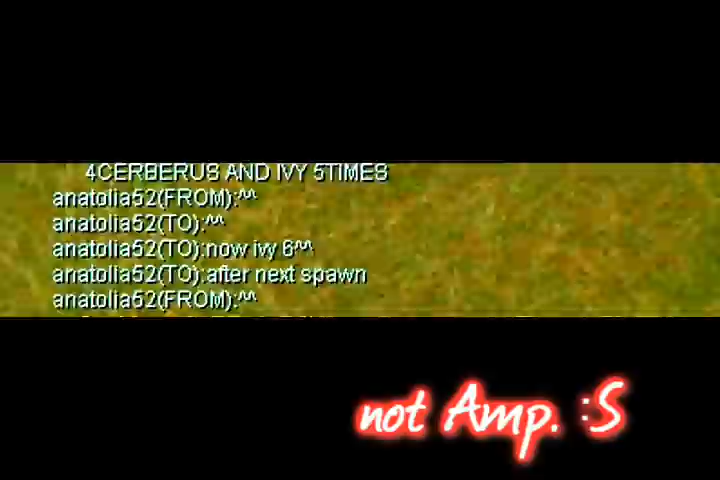 4CERBERUS AND IVY 5TIMES
anatolia52(FROM):^^
anatolia52(TO):^^
anatolia52(TO):now ivy 6^^
anatolia52(TO):after next spawn
anatolia52(FROM):^^
not Amp. :S